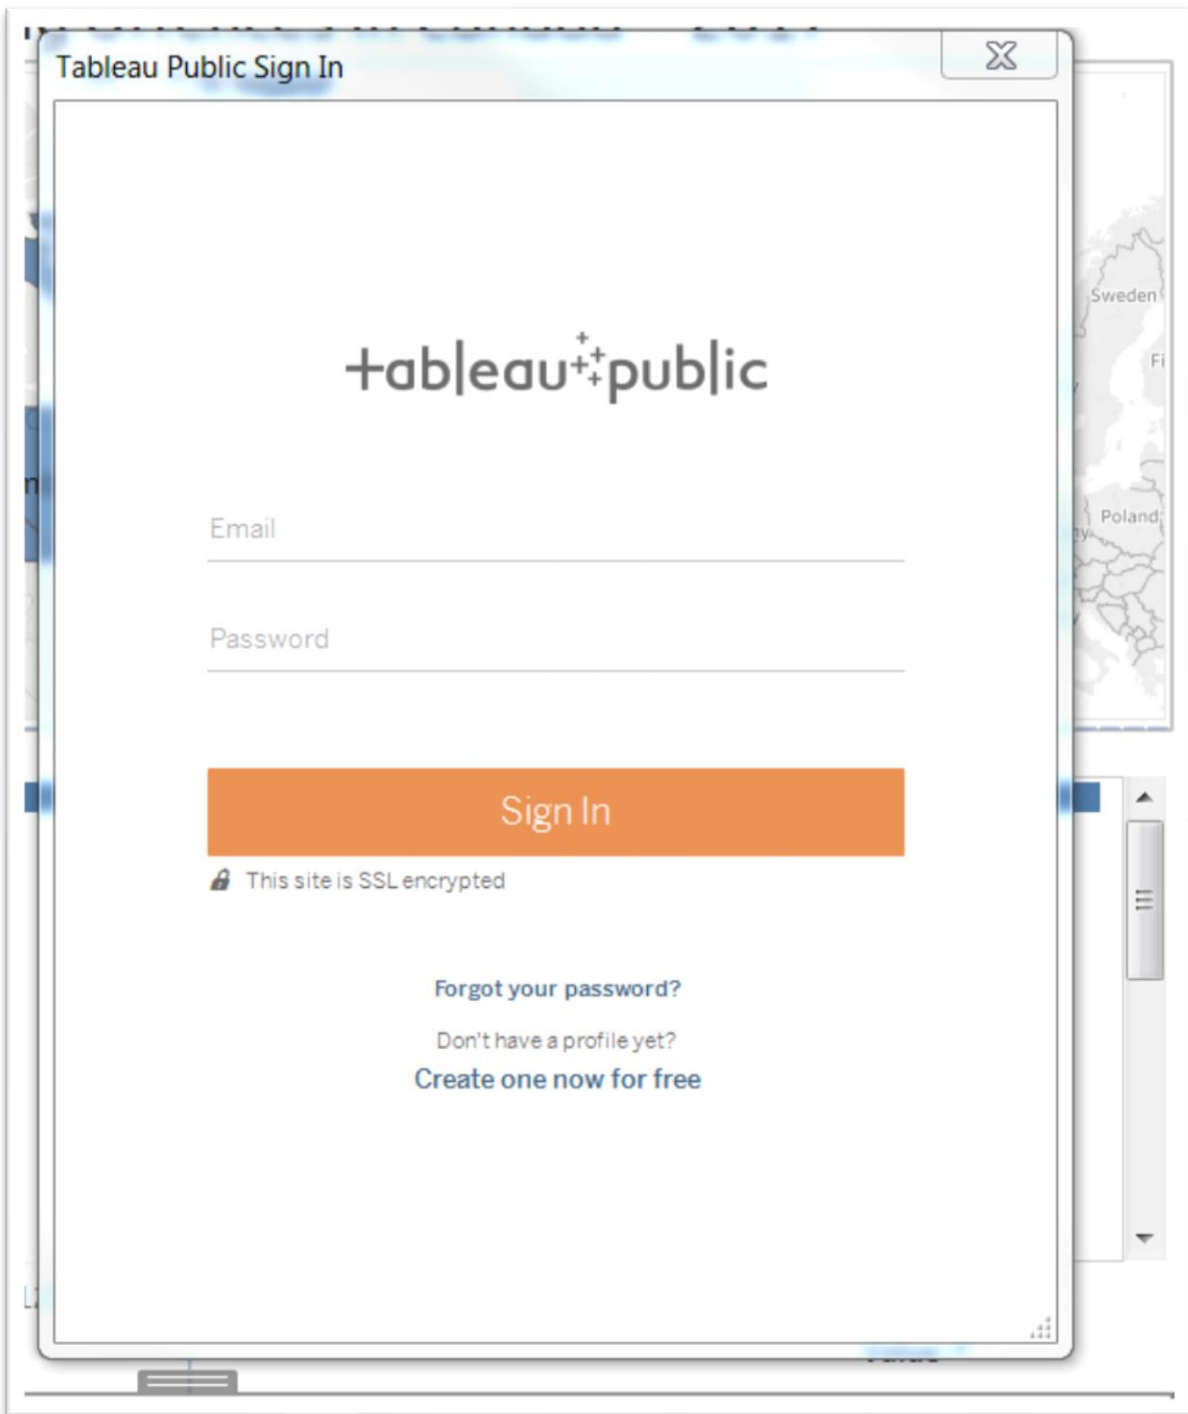 Tableau Public Sign In
Sweden
Fi
+ableau public
Email
Poland
Password
Sign In
This site is SSL encrypted
Forgot your password?
Don't have a profile yet?
Create one now for free